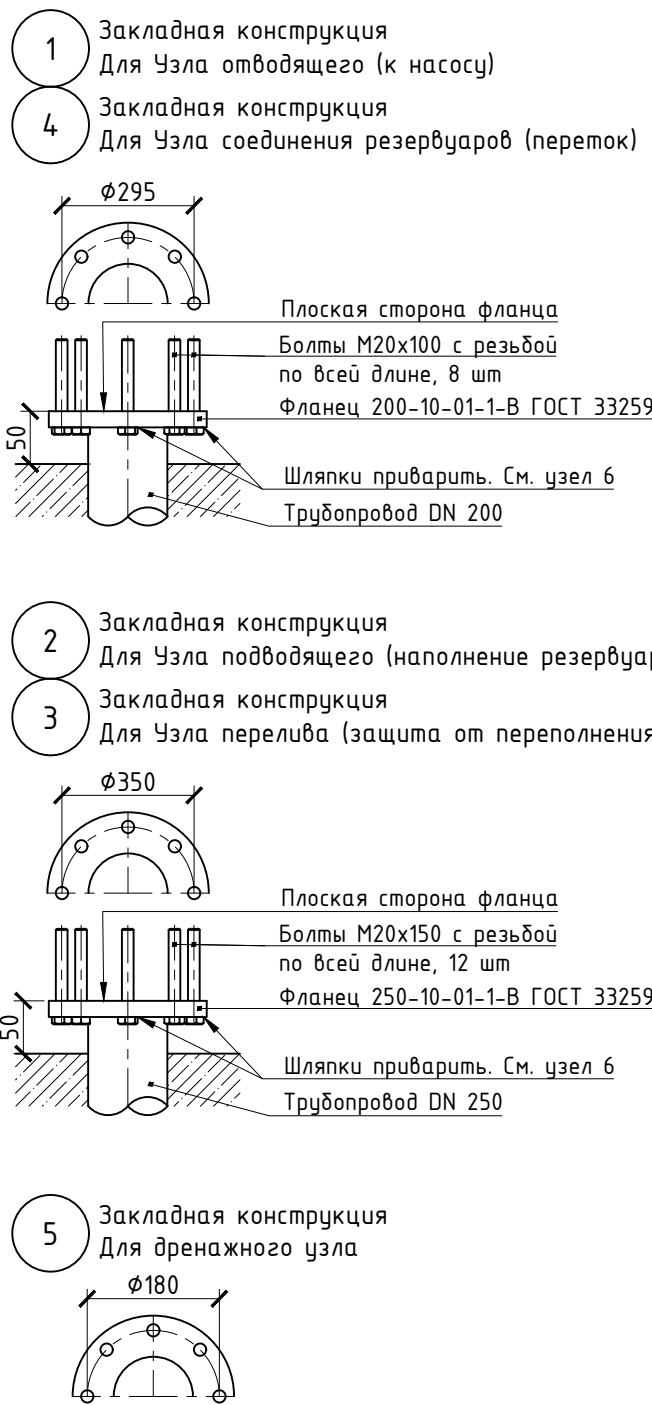 1
Закладная конструкция
Для Узла отводящего (к насосу)
4
Закладная конструкция
Для Узла соединения резервуаров (переток)
Ф295
Плоская сторона фланца
Болты М20х100 с резьбой
по всей длине, 8 шт
Фланец 200-10-01-1-В ГОСТ 33259
50
Шляпки приварить. См. узел 6
Трубопровод DN 200
2
Закладная конструкция
Для Узла подводящего (наполнение
3
Закладная конструкция
Для Узла перелива (защита от переполнения
Ф350
Плоская сторона фланца
Болты М20х150 с резьбой
по всей длине, 12 шт
Фланец 250-10-01-1-В ГОСТ 33259
50
Шляпки приварить. См. узел 6
Трубопровод DN 250
5
Закладная конструкция
Для дренажного узла
Ф180